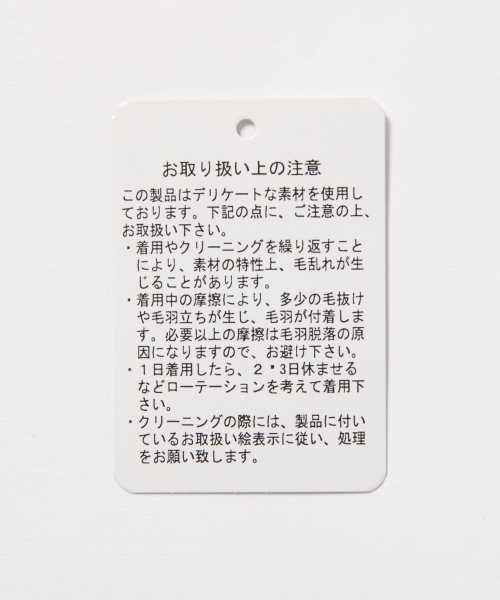 お取り扱い上の注意
この製品はデリケートな素材を使用し
ております。下記の点に、ご注意の上、
お取扱い下さい。
・着用やクリーニングを繰り返すこと
により、素材の特性上、毛乱れが生
じることがあります。
・着用中の摩擦により、多少の毛抜け
や毛羽立ちが生じ、毛羽が付着しま
す。必要以上の摩擦は毛羽脱落の原
因になりますので、お避け下さい。
・１日着用したら、２〜3日休ませる
などローテーションを考えて着用下
さい。
・クリーニングの際には、製品に付い
ているお取扱い絵表示に従い、処理
をお願い致します。